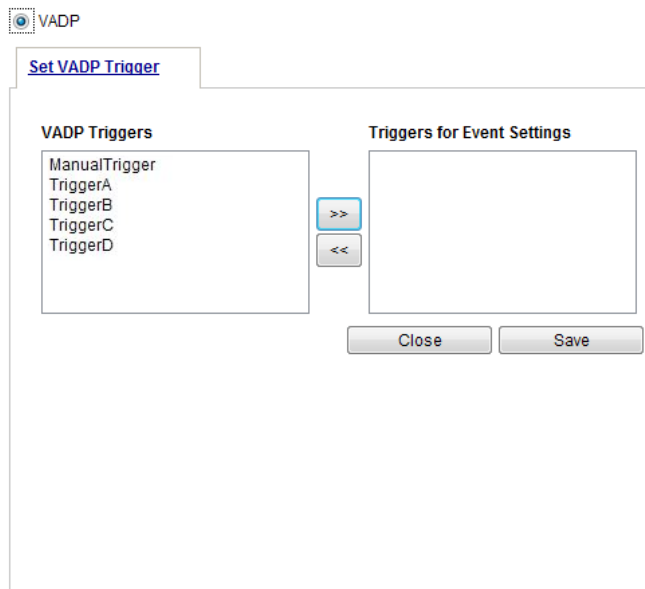 VADP
Set VADP Trigger
VADP Triggers
Triggers for Event Settings
ManualTrigger
TriggerA
TriggerB
TriggerC
TriggerD
>>
<<
Close
Save